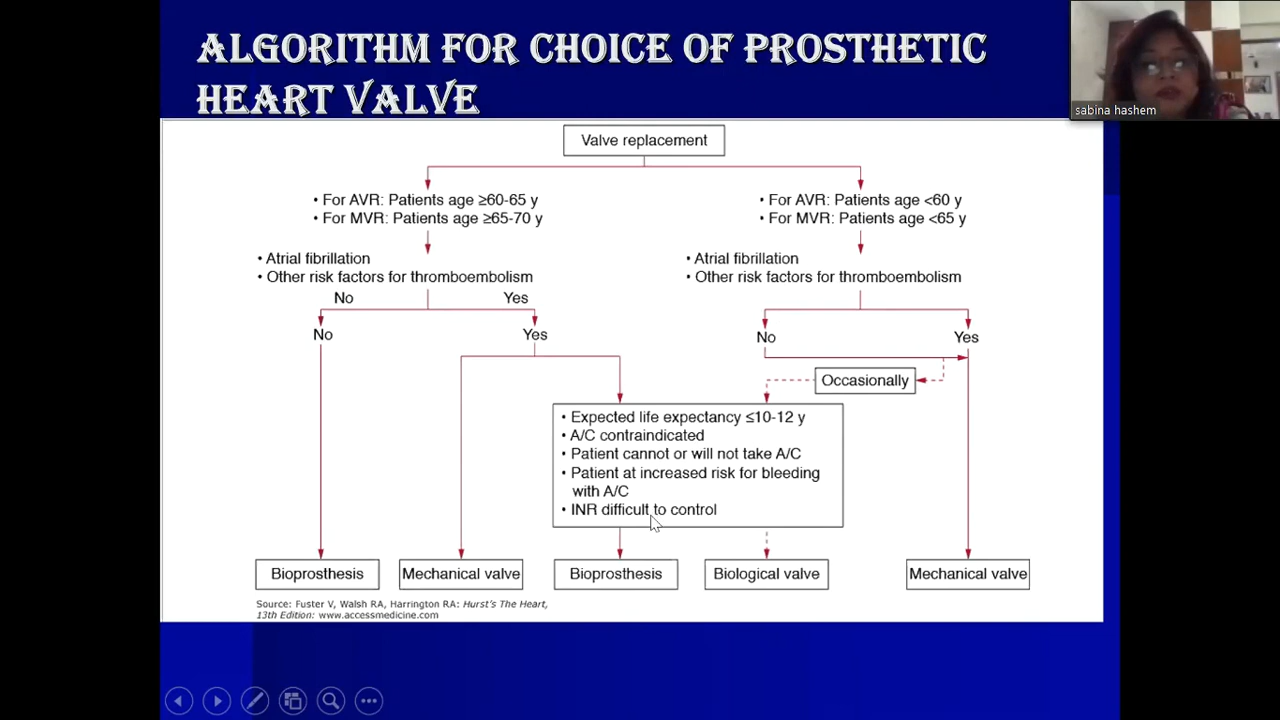 ALGORITHM FOR CHOICE OF PROSTHETIC
HEART VALVE
sabina hashem
Valve replacement
• For AVR: Patients age ≥60-65 y
• For MVR: Patients age ≥65-70 y
• For AVR: Patients age <60 y
• For MVR: Patients age <65 y
• Atrial fibrillation
• Other risk factors for thromboembolism
• Atrial fibrillation
• Other risk factors for thromboembolism
No Yes
No Yes
No Yes
Occasionally
• Expected life expectancy ≤10-12 y
• A/C contraindicated
• Patient cannot or will not take A/C
• Patient at increased risk for bleeding
with A/C
• INR difficult to control
Bioprosthesis
Mechanical valve
Bioprosthesis
Biological valve
Mechanical valve
Source: Fuster V, Walsh RA, Harrington RA: Hurst's The Heart,
13th Edition: www.accessmedicine.com